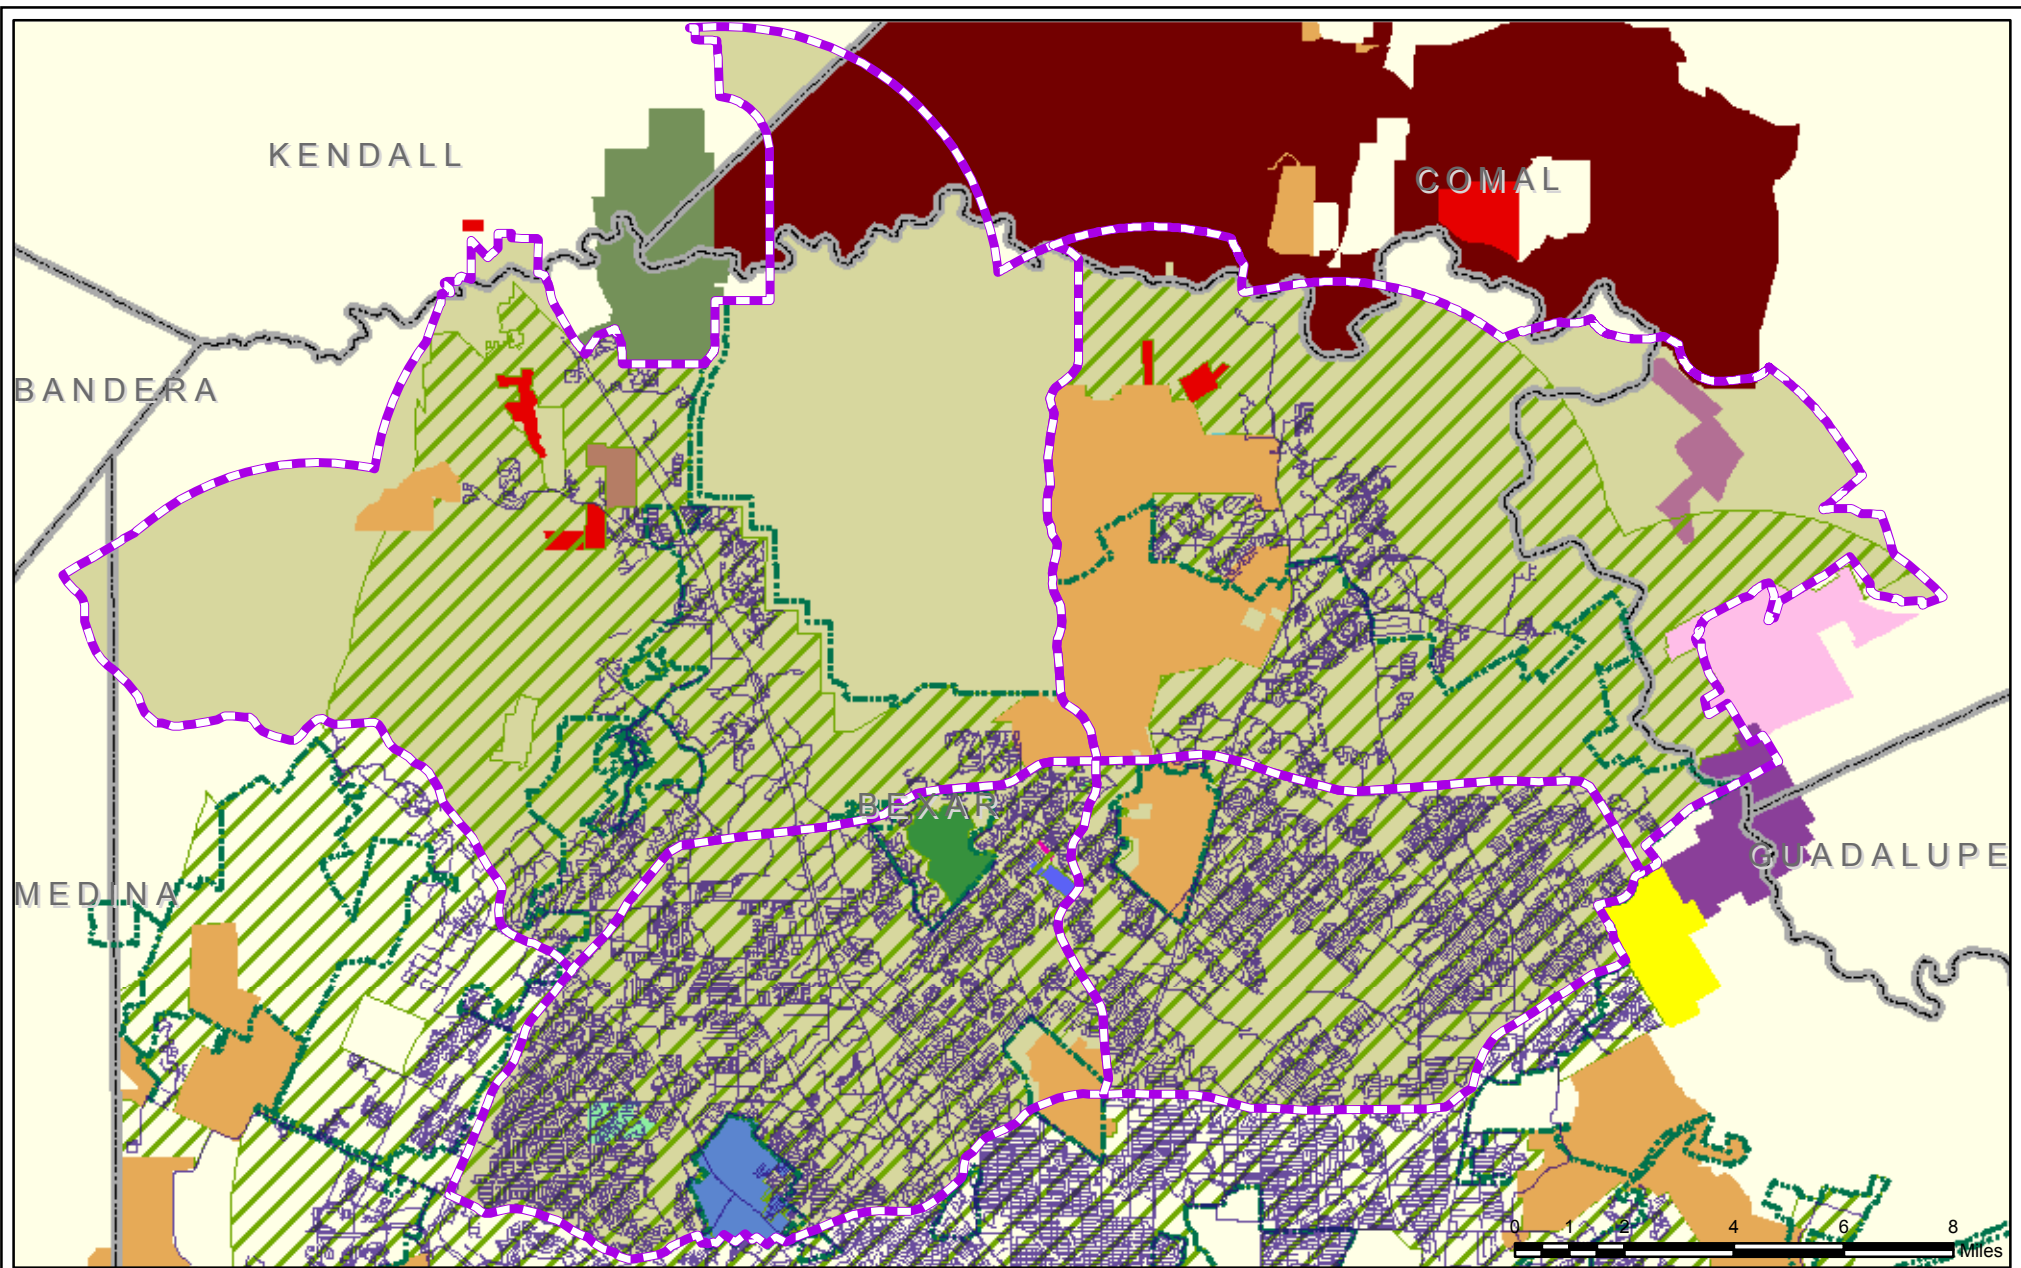 KENDALL
COMAL
BANDERA
BEXAR
GUADALUPE
MEDINA
0 1 2 4 6 8
Miles